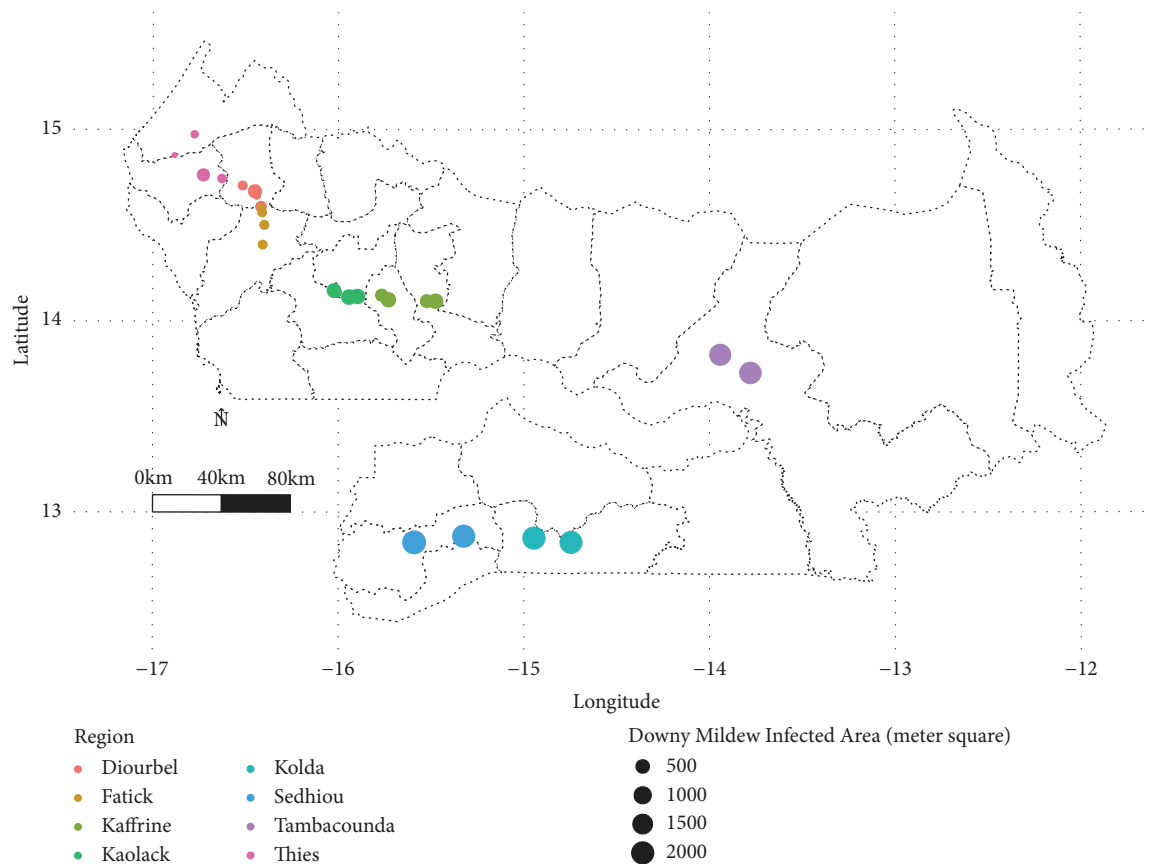 15
14
13
Latitude
N
0km 40km 80km
−17 −16 −15 −14 −13 −12
Longitude
Region
Diourbel
Fatick
Kaffrine
Kaolack
Kolda
Sedhiou
Tambacounda
Thies
Downy Mildew Infected Area (meter square)
500
1000
1500
2000